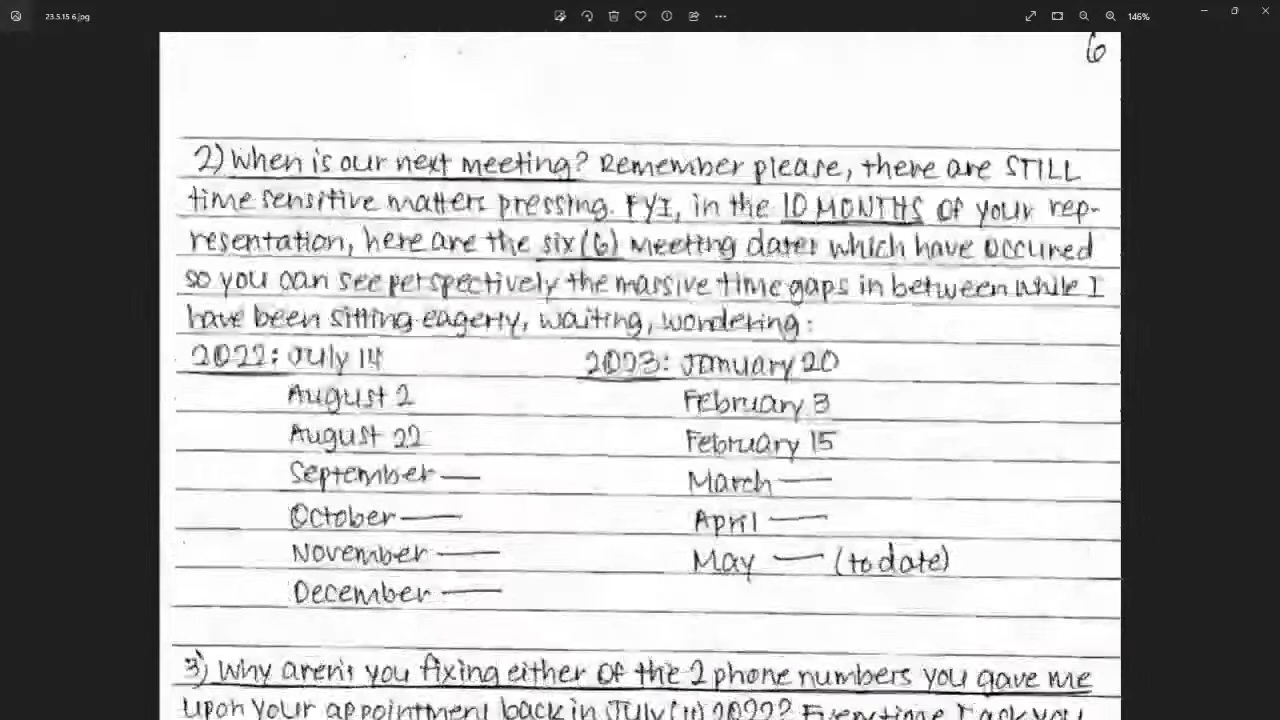 23.5.15 6.jpg
146%
6
2) When is our next meeting? Remember please, there are STILL
time sensitive matters pressing. FYI, in the 10 MONTHS of your rep-
resentation, here are the six (6) meeting dates which have occured
so you can see perspectively the massive time gaps in between while I
have been sitting eagerly, waiting, wondering:
2022: July 14 2023: January 20
August 2 February 3
August 22 February 15
September — March —
October — April —
November — May — (to date)
December —
3) Why aren't you fixing either of the 2 phone numbers you gave me
upon your appointment back in JULY 2022? Everytime I ask you